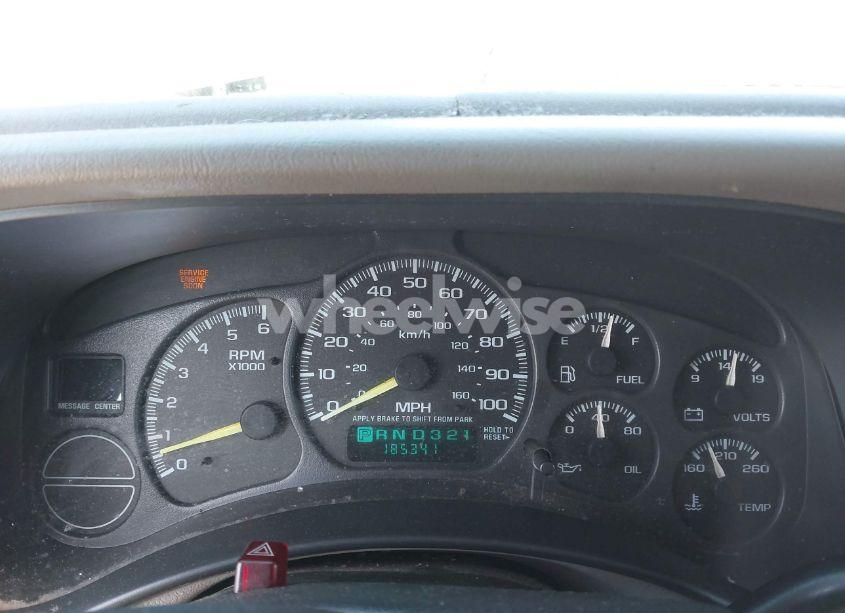 SERVICE
ENGINE
SOON
MESSAGE CENTER
0 1 2 3 4 5 6
RPM
X1000
0 10 20 30 40 50 60 70 80 90 100
0 20 40 60 80 100 120 140 160
km/h
MPH
APPLY BRAKE TO SHIFT FROM PARK
PRND321
185341
HOLD TO
RESET
E 1/2 F
FUEL
0 40 80
OIL
9 14 19
VOLTS
160 210 260
TEMP
wheelwise